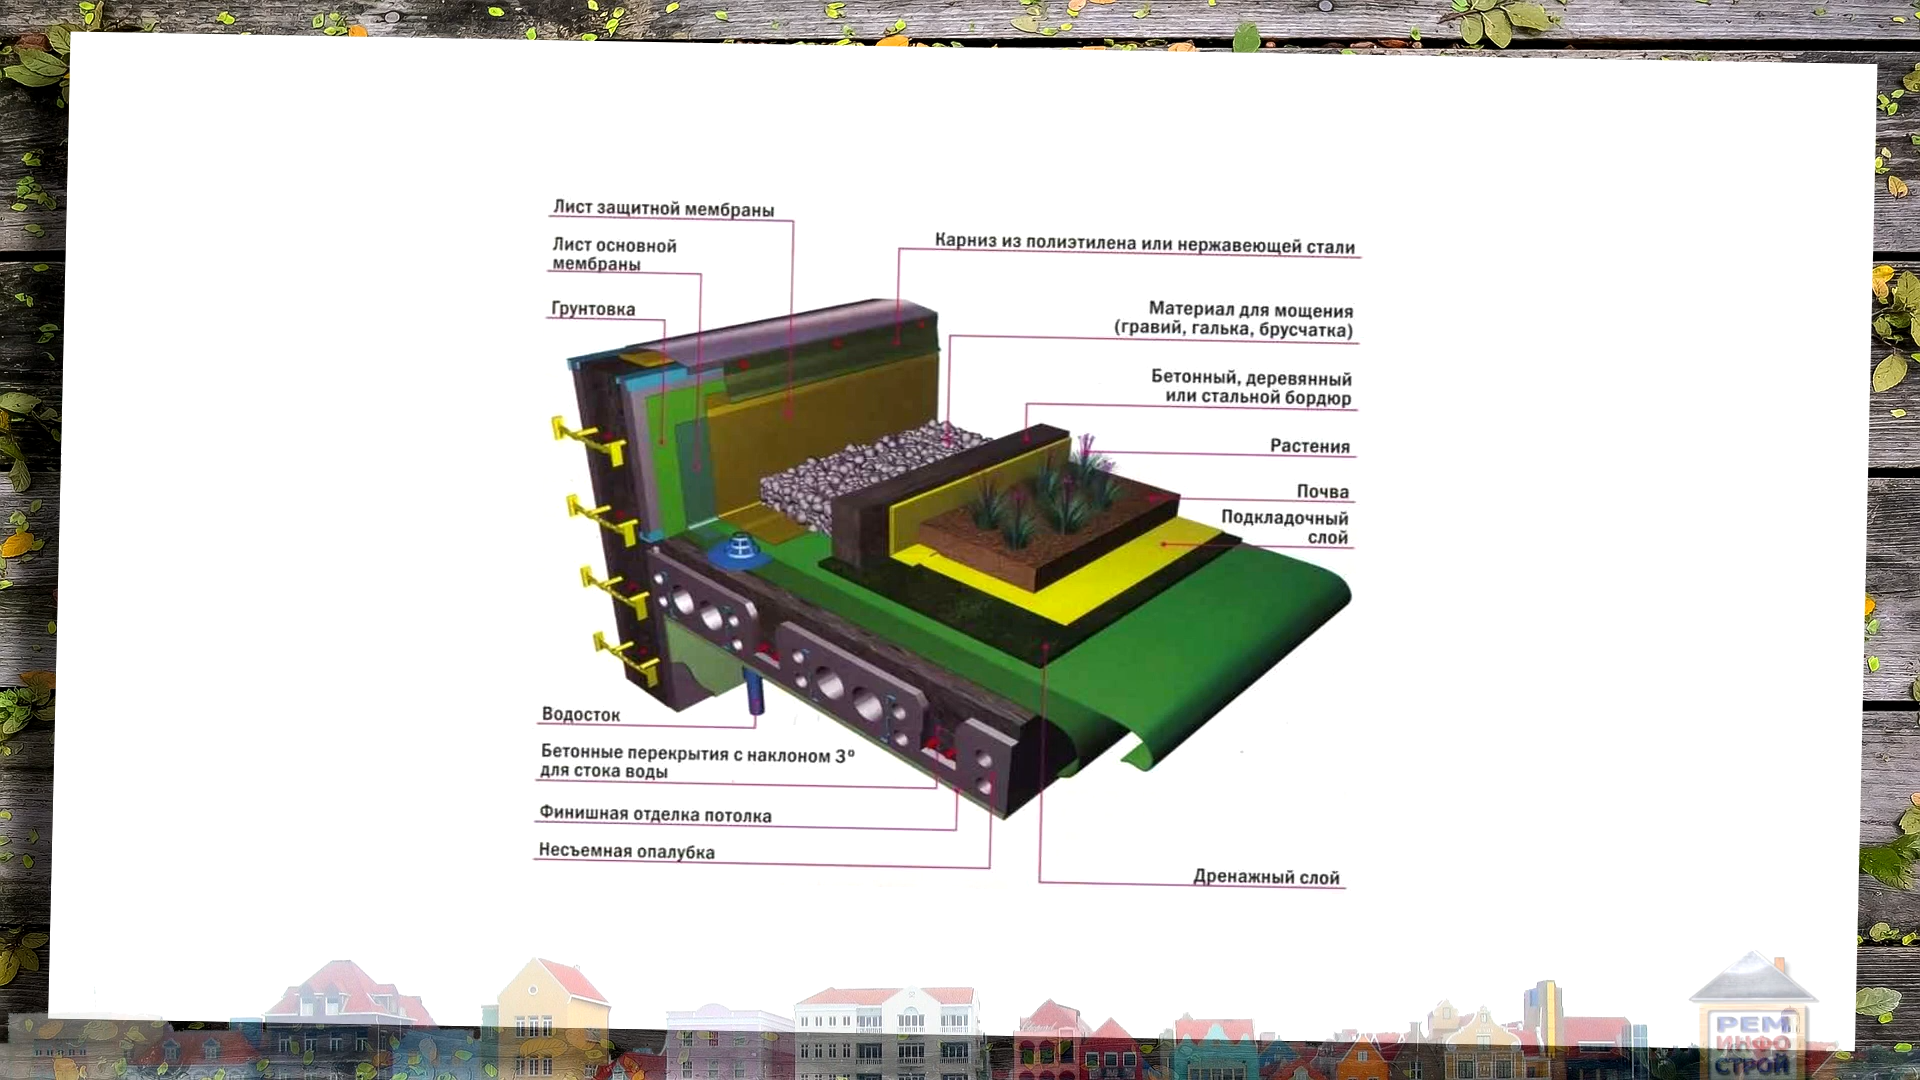 Лист защитной мембраны
Лист основной
мембраны
Грунтовка
Карниз из полиэтилена или нержавеющей стали
Материал для мощения
(гравий, галька, брусчатка)
Бетонный, деревянный
или стальной бордюр
Растения
Почва
Подкладочный
слой
Водосток
Бетонные перекрытия с наклоном 3º
для стока воды
Финишная отделка потолка
Несъемная опалубка
Дренажный слой
РЕМ
ИНФО
СТРОЙ